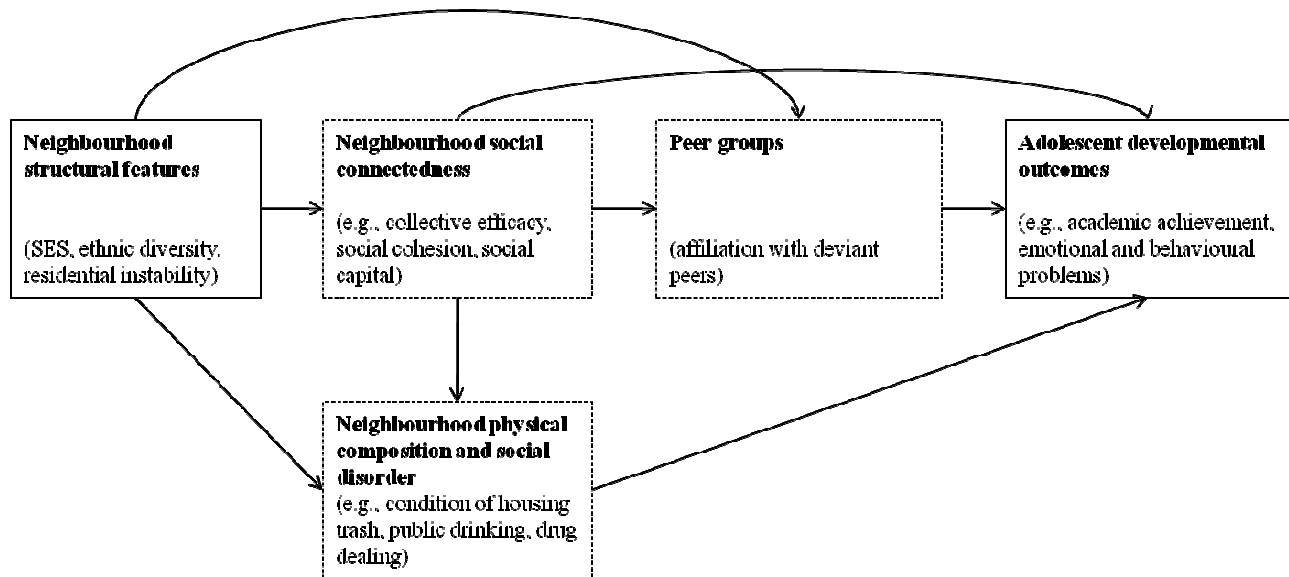 Neighbourhood
structural features
(SES, ethnic diversity,
residential instability)
Neighbourhood social
connectedness
(e.g., collective efficacy,
social cohesion, social
capital)
Peer groups
(affiliation with deviant
peers)
Adolescent developmental
outcomes
(e.g., academic achievement,
emotional and behavioural
problems)
Neighbourhood physical
composition and social
disorder
(e.g., condition of housing
trash, public drinking, drug
dealing)